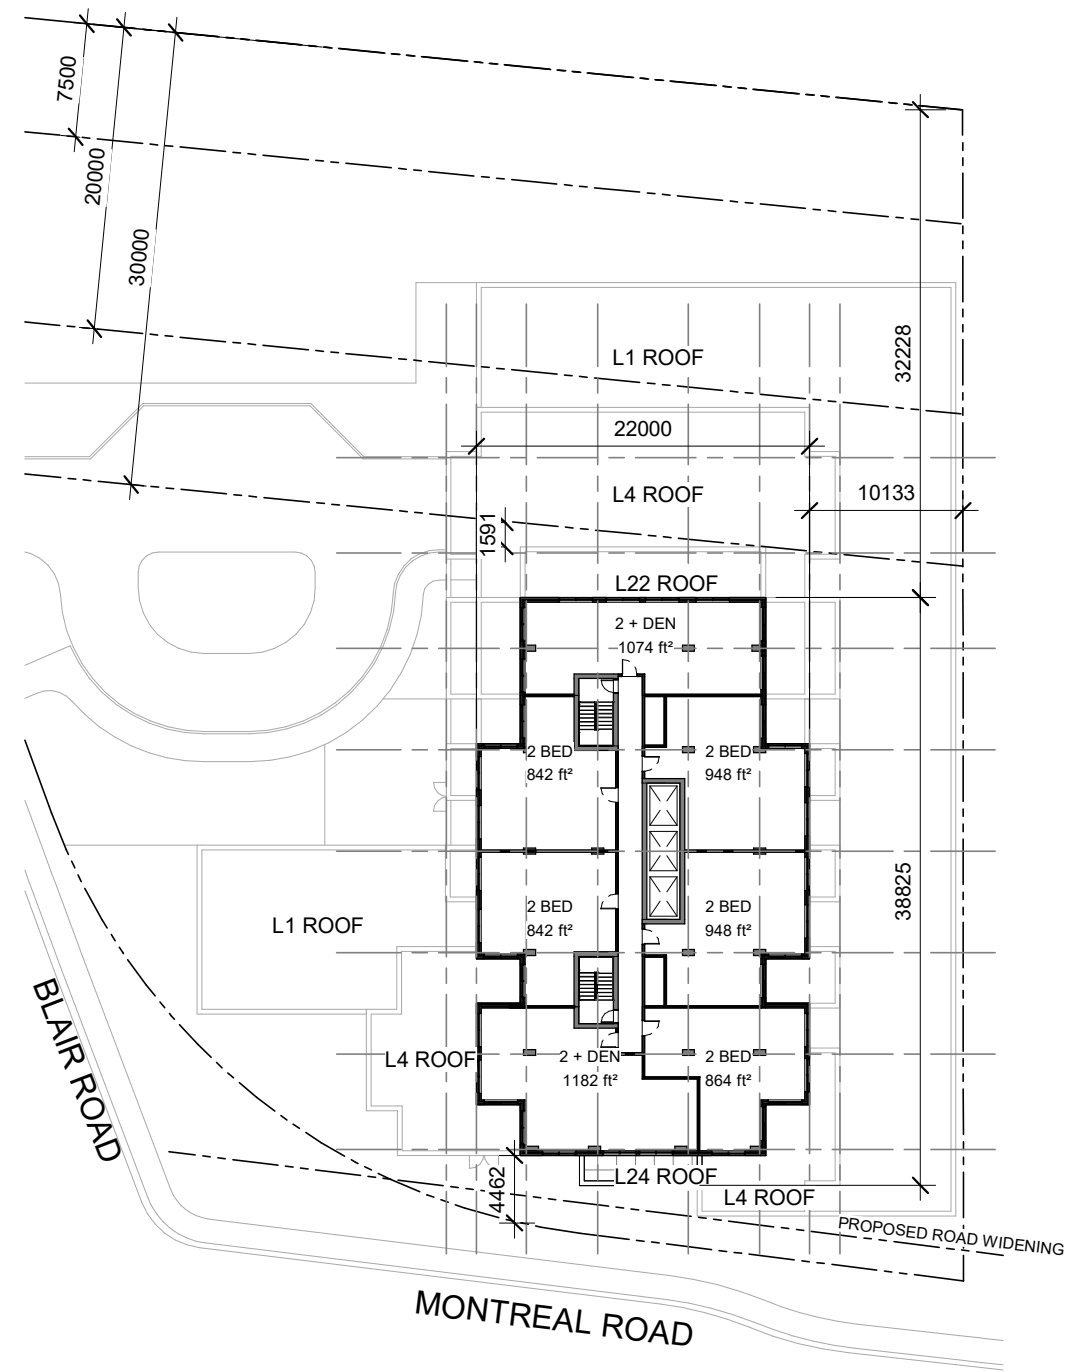 7500
20000
30000
32228
L1 ROOF
22000
L4 ROOF
10133
1591
L22 ROOF
2 + DEN
1074 ft²
2 BED
842 ft²
2 BED
948 ft²
38825
2 BED
842 ft²
2 BED
948 ft²
L1 ROOF
BLAIR ROAD
L4 ROOF
2 + DEN
1182 ft²
2 BED
864 ft²
4462
L24 ROOF
L4 ROOF
PROPOSED ROAD WIDENING
MONTREAL ROAD